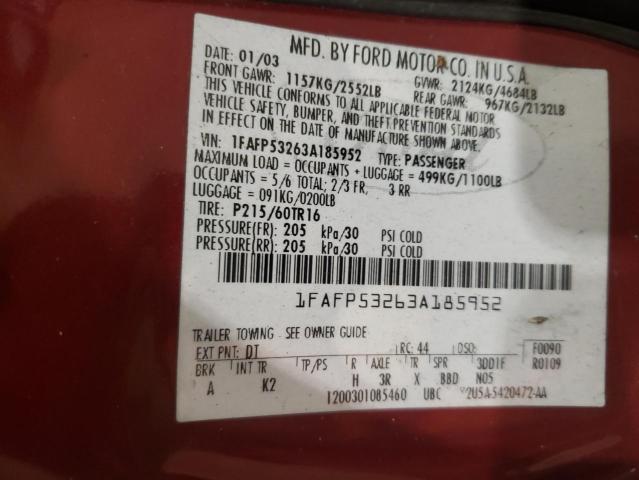 MFD. BY FORD MOTOR CO. IN U.S.A.
DATE: 01/03 GVWR: 2124KG/4684LB
FRONT GAWR: 1157KG/2552LB REAR GAWR: 967KG/2132LB
THIS VEHICLE CONFORMS TO ALL APPLICABLE FEDERAL MOTOR
VEHICLE SAFETY, BUMPER, AND THEFT PREVENTION STANDARDS
IN EFFECT ON THE DATE OF MANUFACTURE SHOWN ABOVE.
VIN: 1FAFP53263A185952 TYPE: PASSENGER
MAXIMUM LOAD = OCCUPANTS + LUGGAGE = 499KG/1100LB
OCCUPANTS = 5/6 TOTAL; 2/3 FR, 3 RR
LUGGAGE = 091KG/0200LB
TIRE: P215/60TR16
PRESSURE(FR) = 205 kPa/30 PSI COLD
PRESSURE(RR) = 205 kPa/30 PSI COLD
1FAFP53263A185952
TRAILER TOWING - SEE OWNER GUIDE
EXT PNT: DT RC: 44 DSO: F0090
BRK INT TR TP/PS R AXLE TR SPR 3DD1F R0109
A K2 H 3R X BBD N05
1200301085460 UBC 2U5A-5420472-AA